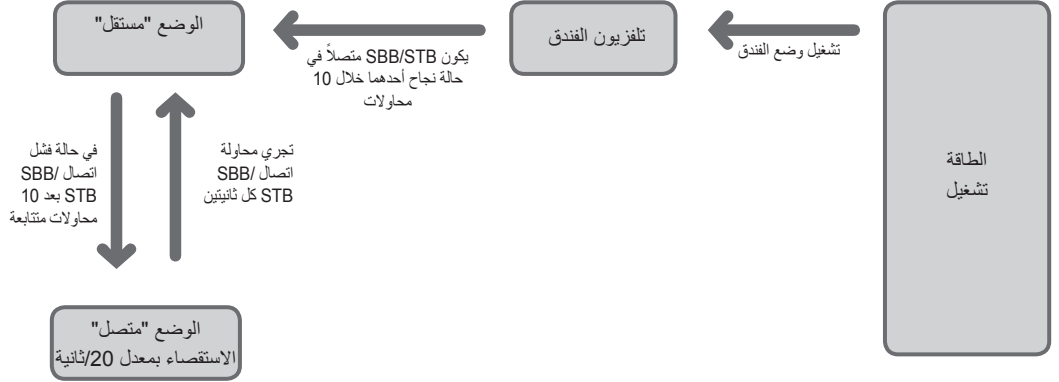 الطاقة
تشغيل
تشغيل وضع الفندق
تلفزيون الفندق
يكون SBB/STB متصلاً في
حالة نجاح أحدهما خلال 10
محاولات
الوضع "مستقل"
تجري محاولة
اتصال SBB/
STB كل ثانيتين
في حالة فشل
اتصال SBB/
STB بعد 10
محاولات متتابعة
الوضع "متصل"
الاستقصاء بمعدل 20/ثانية